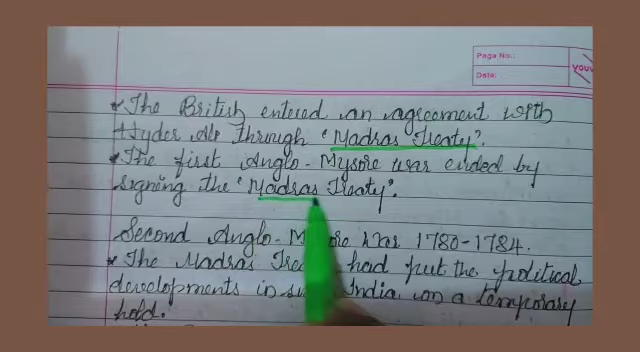 Page No.:
Date:
YOUV
* The British entered an agreement with
Hyder Ali through 'Madras Treaty'.
* The first Anglo-Mysore war ended by
signing the 'Madras Treaty'.
Second Anglo-Mysore War 1780-1784.
* The Madras Trea had put the political
developments in India on a temporary
hold.